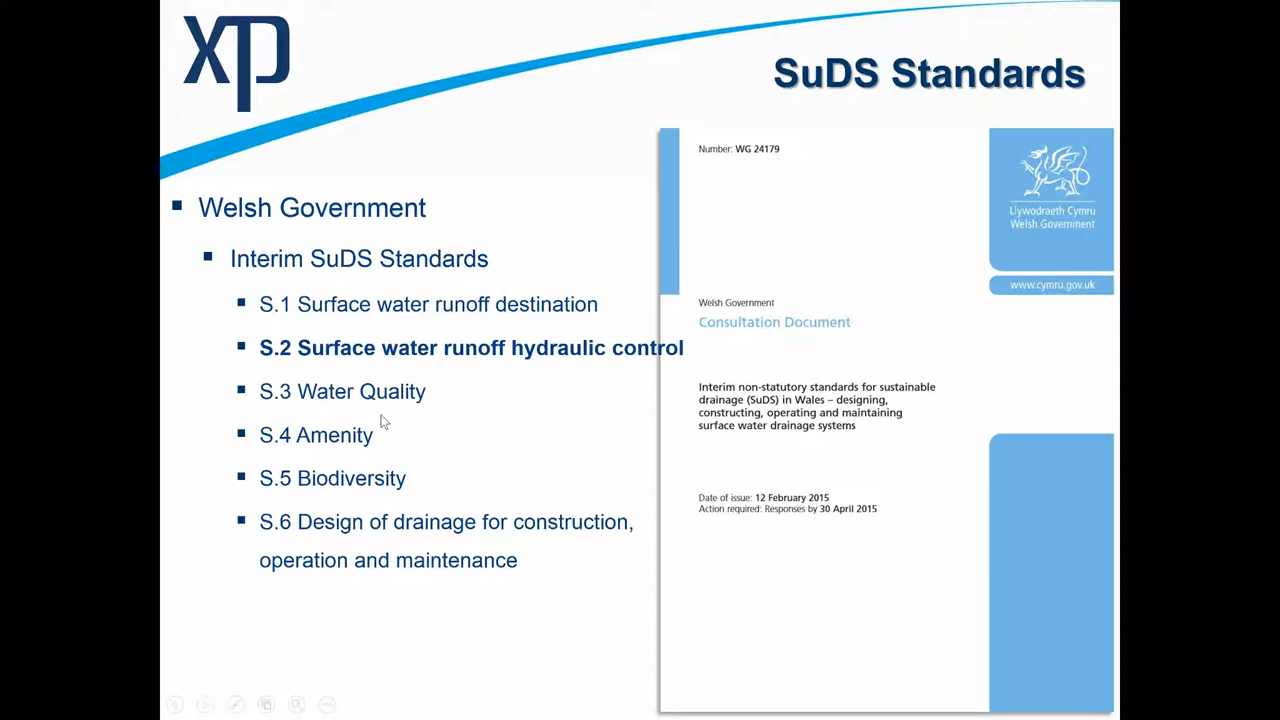 xp
SuDS Standards
Welsh Government
Interim SuDS Standards
S.1 Surface water runoff destination
S.2 Surface water runoff hydraulic control
S.3 Water Quality
S.4 Amenity
S.5 Biodiversity
S.6 Design of drainage for construction,
operation and maintenance
Number: WG 24179
Llywodraeth Cymru
Welsh Government
www.cymru.gov.uk
Welsh Government
Consultation Document
Interim non-statutory standards for sustainable
drainage (SuDS) in Wales – designing,
constructing, operating and maintaining
surface water drainage systems
Date of issue: 12 February 2015
Action required: Responses by 30 April 2015